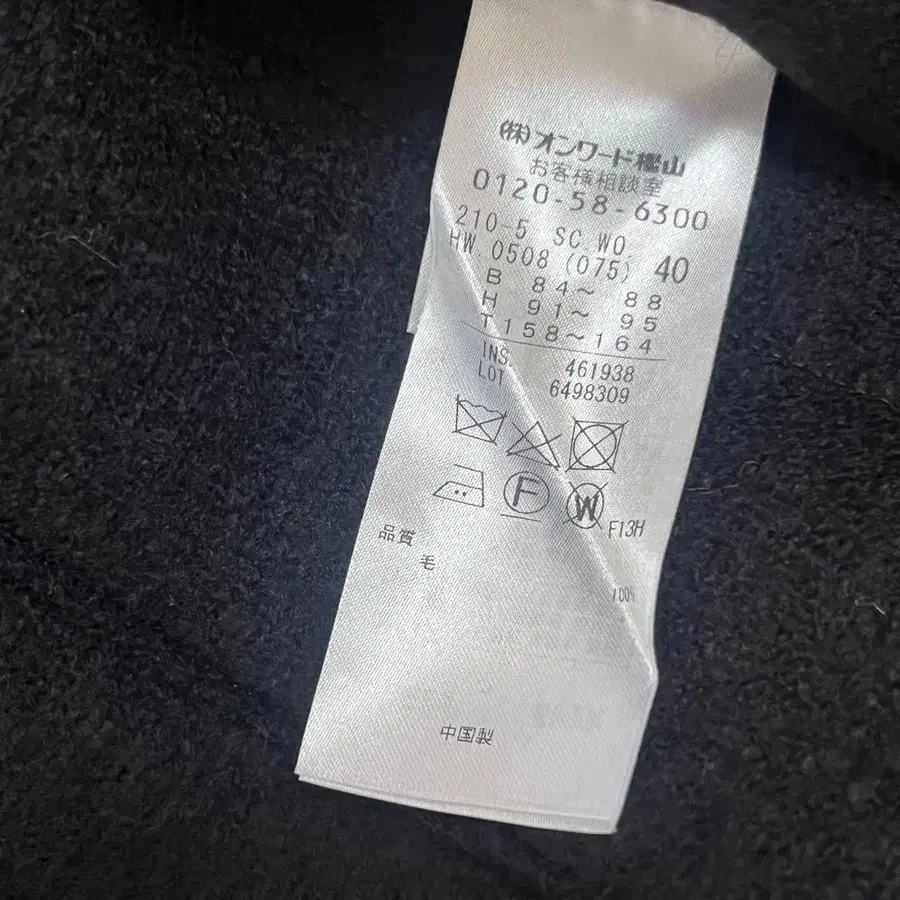 (株)オンワード樫山
お客様相談室
0120-58-6300
210-5 SC WO
HW.0508 (075) 40
B 84～ 88
H 91～ 95
T 158～164
INS. 461938
LOT 6498309
F
W
F13H
品質
毛 100%
中国製